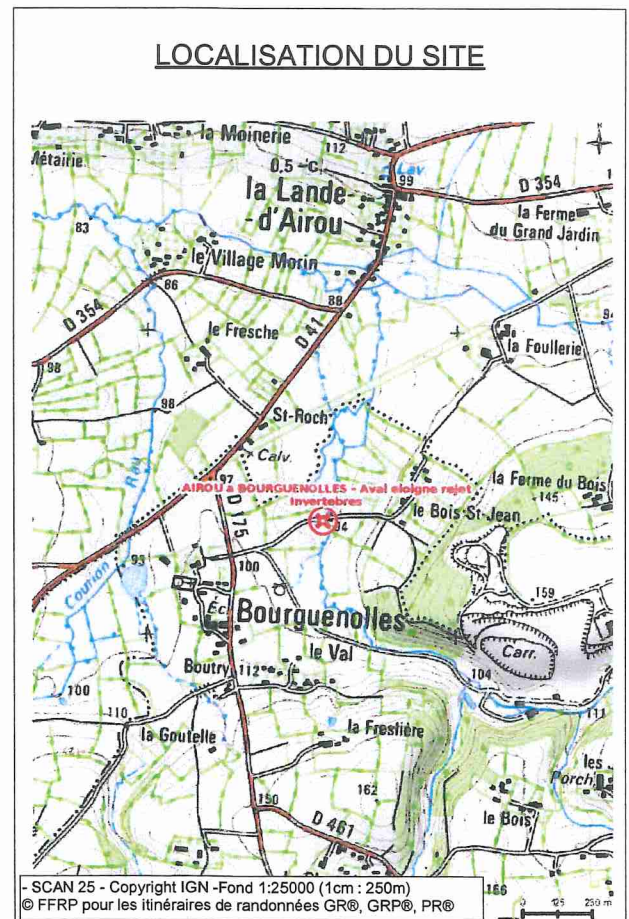 LOCALISATION DU SITE
la Moinerie
112
Métairie
0,5
Lav
99
D 354
la Lande
-d'Airou
la Ferme
du Grand Jardin
83
le Village Morin
86
88
D 354
D 41
le Fresche
la Foullerie
98
98
St-Roch
Calv.
97
AIROU a BOURGUENOLLES - Aval eloigne rejet
Invertebres
la Ferme du Bois
145
le Bois St-Jean
D 175
Rau
93
100
159
Courlon
Éc.
Bourguenolles
le Val
Carr.
Boutry
112
104
100
110
111
la Goutelle
la Frestière
162
les
Porch.
150
le Bois
D 461
166
- SCAN 25 - Copyright IGN -Fond 1:25000 (1cm : 250m)
© FFRP pour les itinéraires de randonnées GR®, GRP®, PR®
0 125 250 m